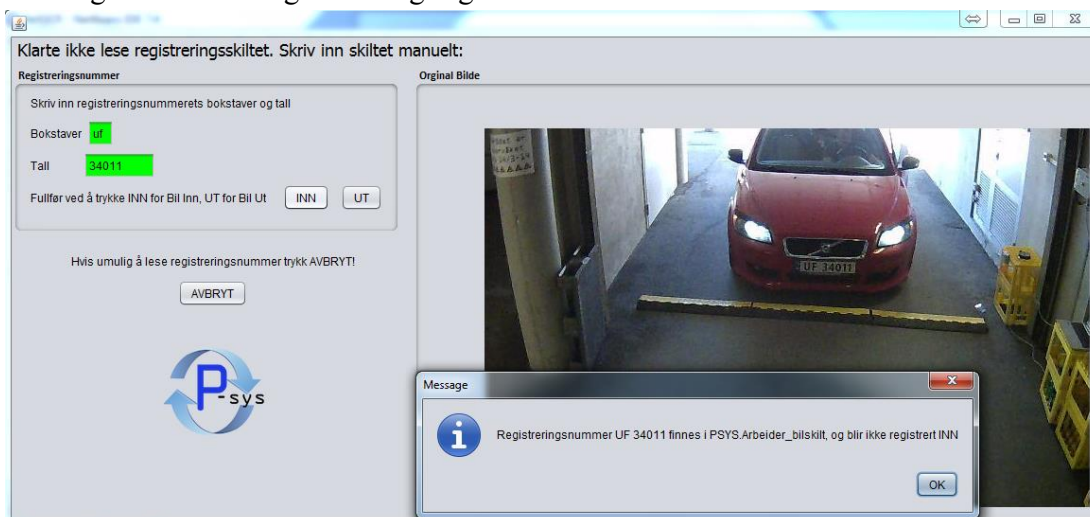 Klarte ikke lese registreringsskiltet. Skriv inn skiltet manuelt:
Registreringsnummer
Orginal Bilde
Skriv inn registreringsnummerets bokstaver og tall
Bokstaver uf
Tall 34011
Fullfør ved å trykke INN for Bil Inn, UT for Bil Ut INN UT
Hvis umulig å lese registreringsnummer trykk AVBRYT!
AVBRYT
P-sys
UF 34011
Message
Registreringsnummer UF 34011 finnes i PSYS.Arbeider_bilskilt, og blir ikke registrert INN
OK